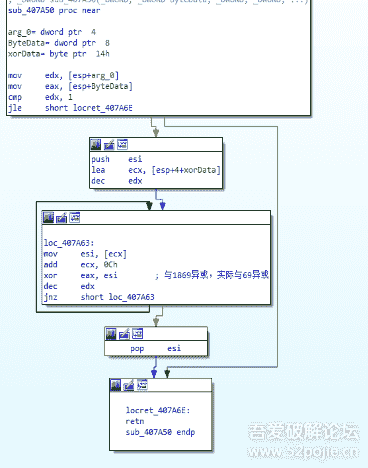 sub_407A50 proc near
arg_0= dword ptr  4
ByteData= dword ptr  8
xorData= byte ptr  14h
mov     edx, [esp+arg_0]
mov     eax, [esp+ByteData]
cmp     edx, 1
jle     short locret_407A6E
push    esi
lea     ecx, [esp+4+xorData]
dec     edx
loc_407A63:
mov     esi, [ecx]
add     ecx, 0Ch
xor     eax, esi        ; 与1869异或，实际与69异或
dec     edx
jnz     short loc_407A63
pop     esi
locret_407A6E:
retn
sub_407A50 endp
吾爱破解论坛
www.52pojie.cn